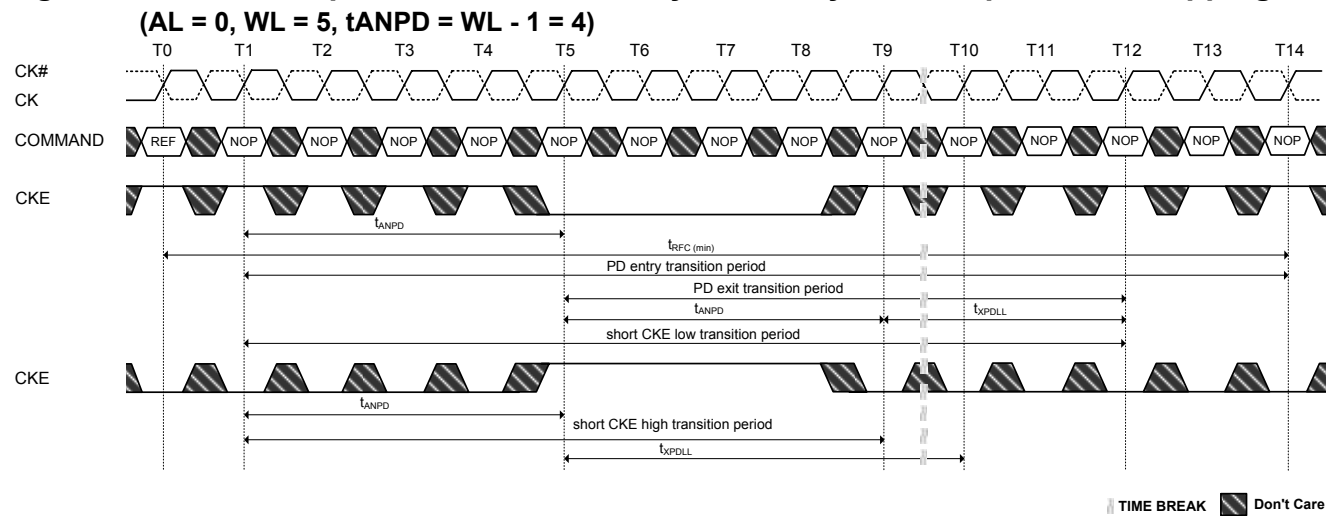 (AL = 0, WL = 5, tANPD = WL - 1 = 4)
T0 T1 T2 T3 T4 T5 T6 T7 T8 T9 T10 T11 T12 T13 T14
CK#
CK
COMMAND REF NOP NOP NOP NOP NOP NOP NOP NOP NOP NOP NOP NOP NOP NOP
CKE
tANPD
tRFC (min)
PD entry transition period
PD exit transition period
tANPD tXPDLL
short CKE low transition period
CKE
tANPD
short CKE high transition period
tXPDLL
TIME BREAK Don't Care